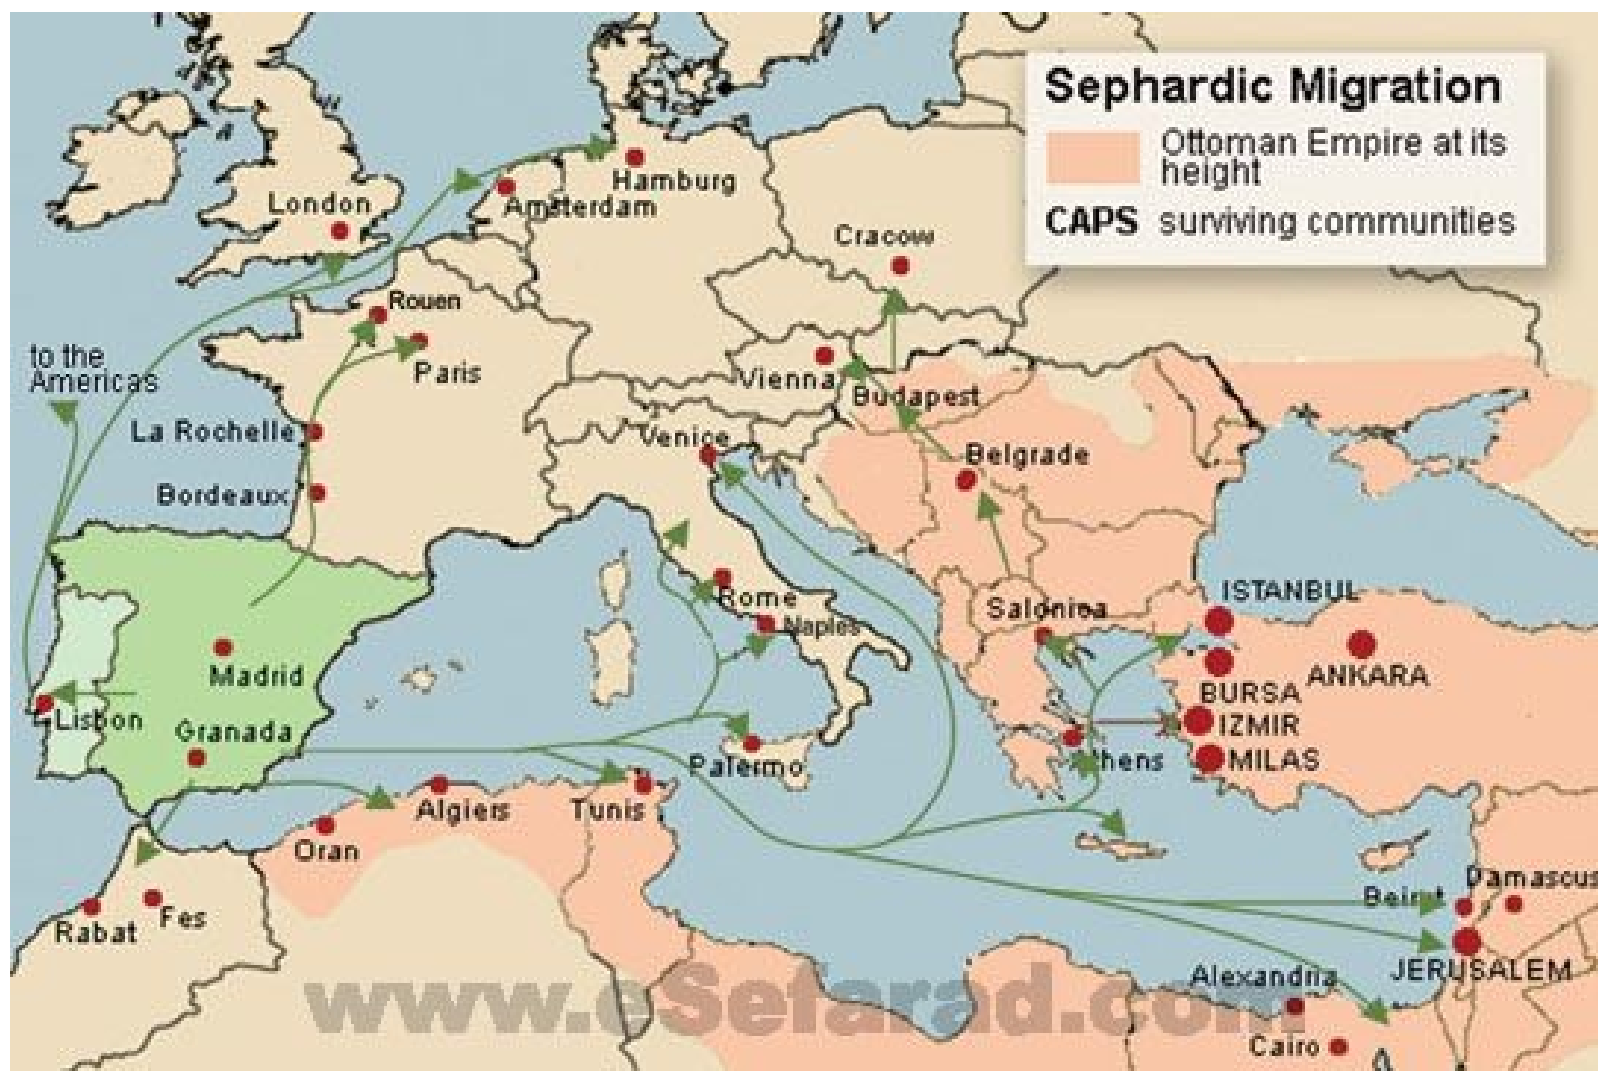 Sephardic Migration
Ottoman Empire at its
height
CAPS surviving communities
Hamburg
Amsterdam
London
Cracow
Rouen
Paris
to the
Americas
Vienna
Budapest
La Rochelle
Venice
Belgrade
Bordeaux
ISTANBUL
Rome
Salonica
Naples
Madrid
ANKARA
BURSA
Lisbon
IZMIR
Granada
Athens
MILAS
Palermo
Algiers
Tunis
Oran
Beirut
Damascus
Fes
Rabat
JERUSALEM
Alexandria
www.eSefarad.com
Cairo